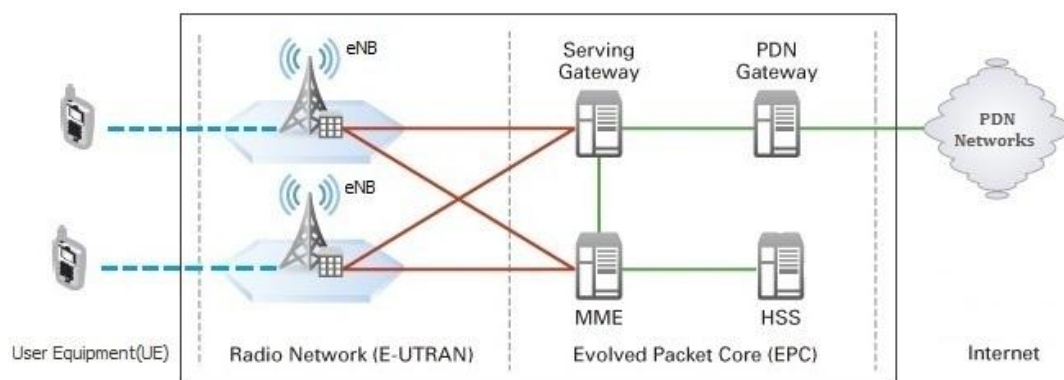 eNB
Serving
Gateway
PDN
Gateway
PDN
Networks
eNB
MME
HSS
User Equipment(UE)
Radio Network (E-UTRAN)
Evolved Packet Core (EPC)
Internet